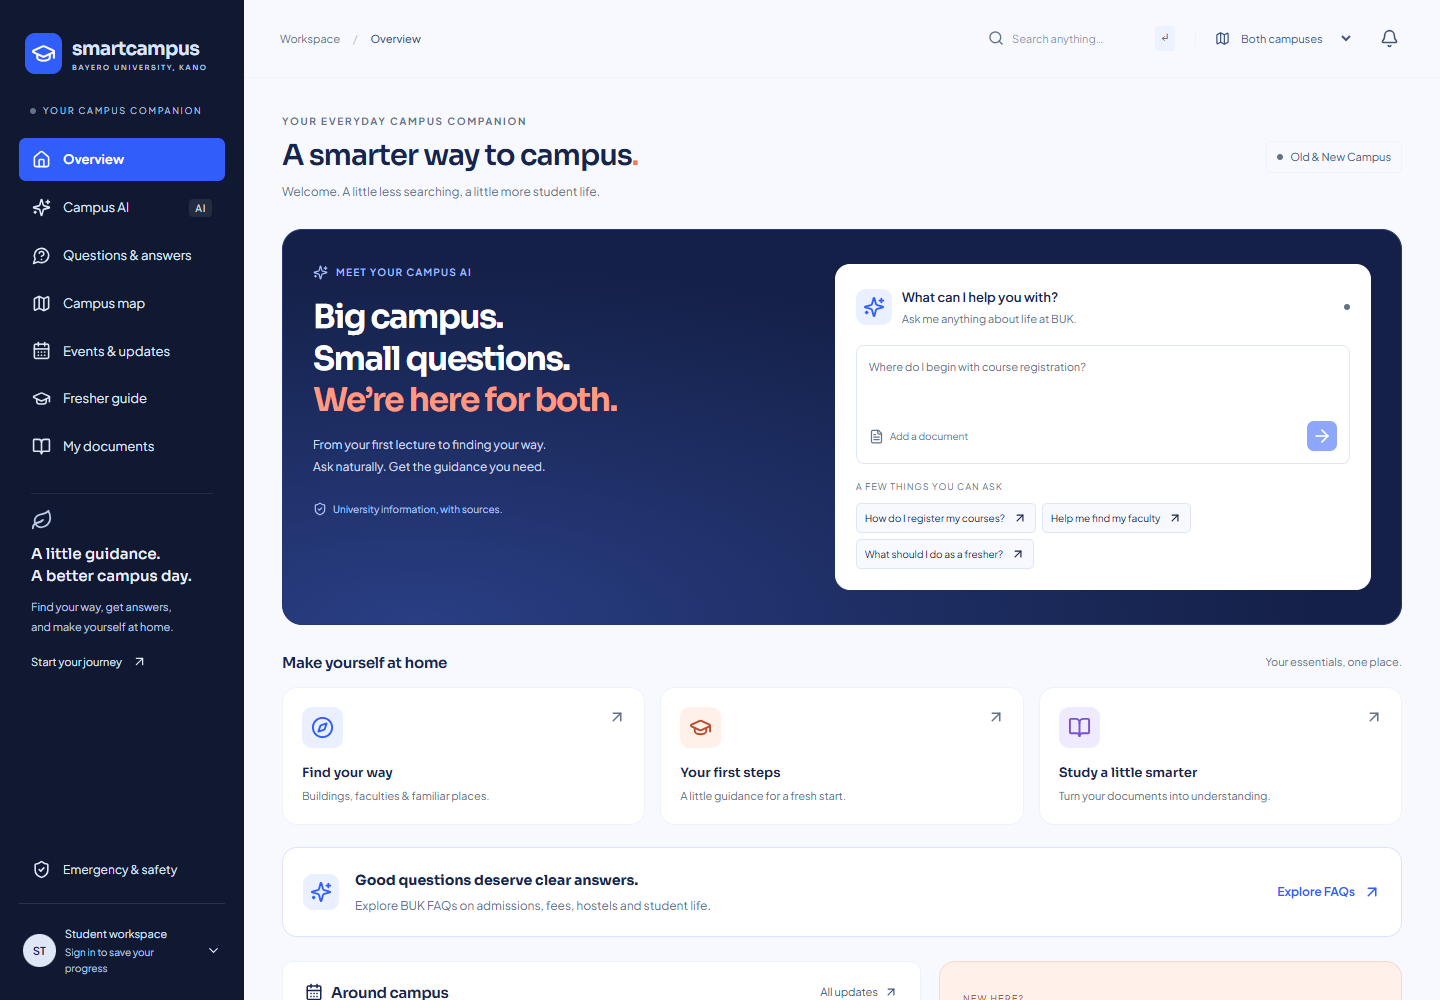 smartcampus
BAYERO UNIVERSITY, KANO
YOUR CAMPUS COMPANION
Overview
Campus AI
AI
Questions & answers
Campus map
Events & updates
Fresher guide
My documents
A little guidance.
A better campus day.
Find your way, get answers,
and make yourself at home.
Start your journey
Emergency & safety
ST
Student workspace
Sign in to save your
progress
Workspace / Overview
Search anything...
Both campuses
YOUR EVERYDAY CAMPUS COMPANION
A smarter way to campus.
Welcome. A little less searching, a little more student life.
Old & New Campus
MEET YOUR CAMPUS AI
Big campus.
Small questions.
We’re here for both.
From your first lecture to finding your way.
Ask naturally. Get the guidance you need.
University information, with sources.
What can I help you with?
Ask me anything about life at BUK.
Where do I begin with course registration?
Add a document
A FEW THINGS YOU CAN ASK
How do I register my courses?
Help me find my faculty
What should I do as a fresher?
Make yourself at home
Your essentials, one place.
Find your way
Buildings, faculties & familiar places.
Your first steps
A little guidance for a fresh start.
Study a little smarter
Turn your documents into understanding.
Good questions deserve clear answers.
Explore BUK FAQs on admissions, fees, hostels and student life.
Explore FAQs
Around campus
All updates
NEW HERE?